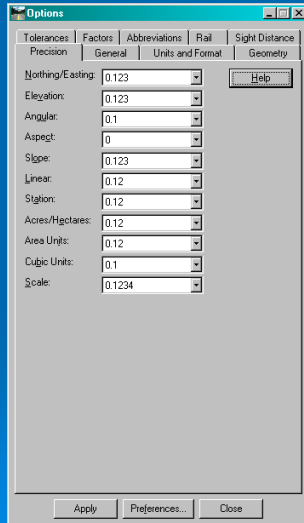 Options
Tolerances Factors Abbreviations Rail Sight Distance
Precision General Units and Format Geometry
Northing/Easting: 0.123 Help
Elevation: 0.123
Angular: 0.1
Aspect: 0
Slope: 0.123
Linear: 0.12
Station: 0.12
Acres/Hectares: 0.12
Area Units: 0.12
Cubic Units: 0.1
Scale: 0.1234
Apply Preferences... Close